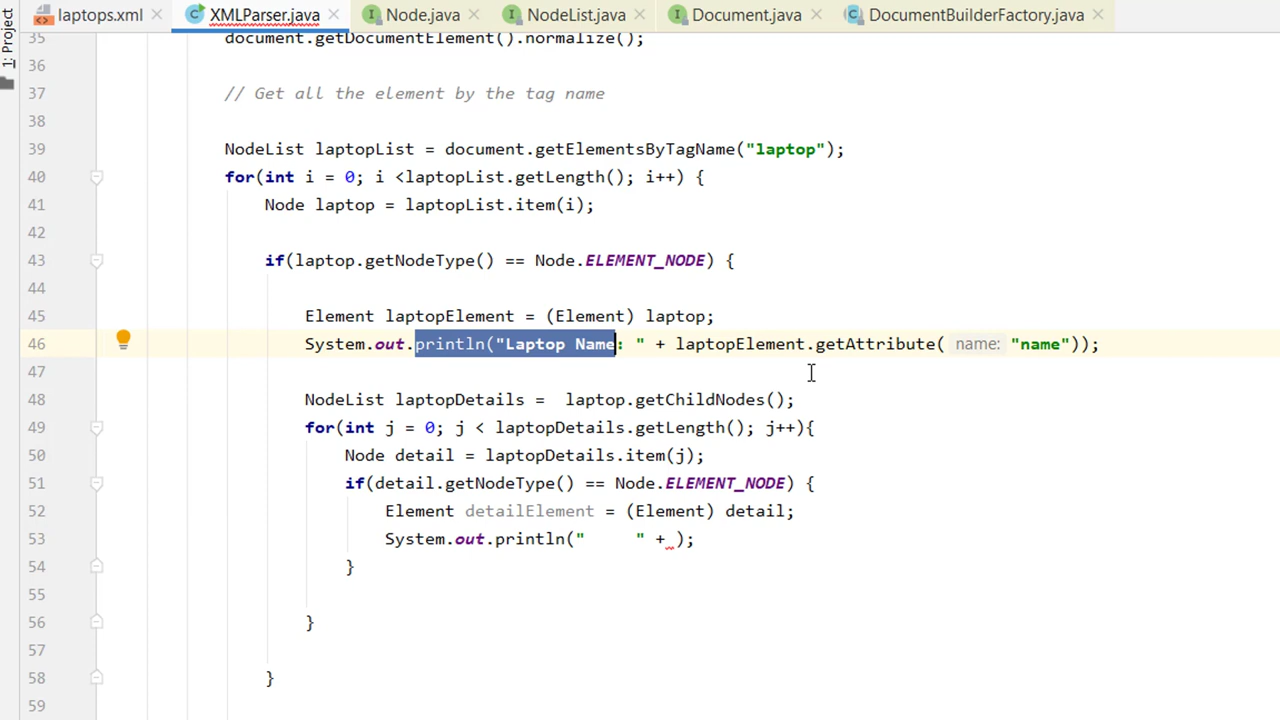 laptops.xml XMLParser.java Node.java NodeList.java Document.java DocumentBuilderFactory.java
1: Project
35 document.getDocumentElement().normalize();
36
37 // Get all the element by the tag name
38
39 NodeList laptopList = document.getElementsByTagName("laptop");
40 for(int i = 0; i <laptopList.getLength(); i++) {
41 Node laptop = laptopList.item(i);
42
43 if(laptop.getNodeType() == Node.ELEMENT_NODE) {
44
45 Element laptopElement = (Element) laptop;
46 System.out.println("Laptop Name: " + laptopElement.getAttribute( name: "name"));
47
48 NodeList laptopDetails =  laptop.getChildNodes();
49 for(int j = 0; j < laptopDetails.getLength(); j++){
50 Node detail = laptopDetails.item(j);
51 if(detail.getNodeType() == Node.ELEMENT_NODE) {
52 Element detailElement = (Element) detail;
53 System.out.println("     " + );
54 }
55
56 }
57
58 }
59